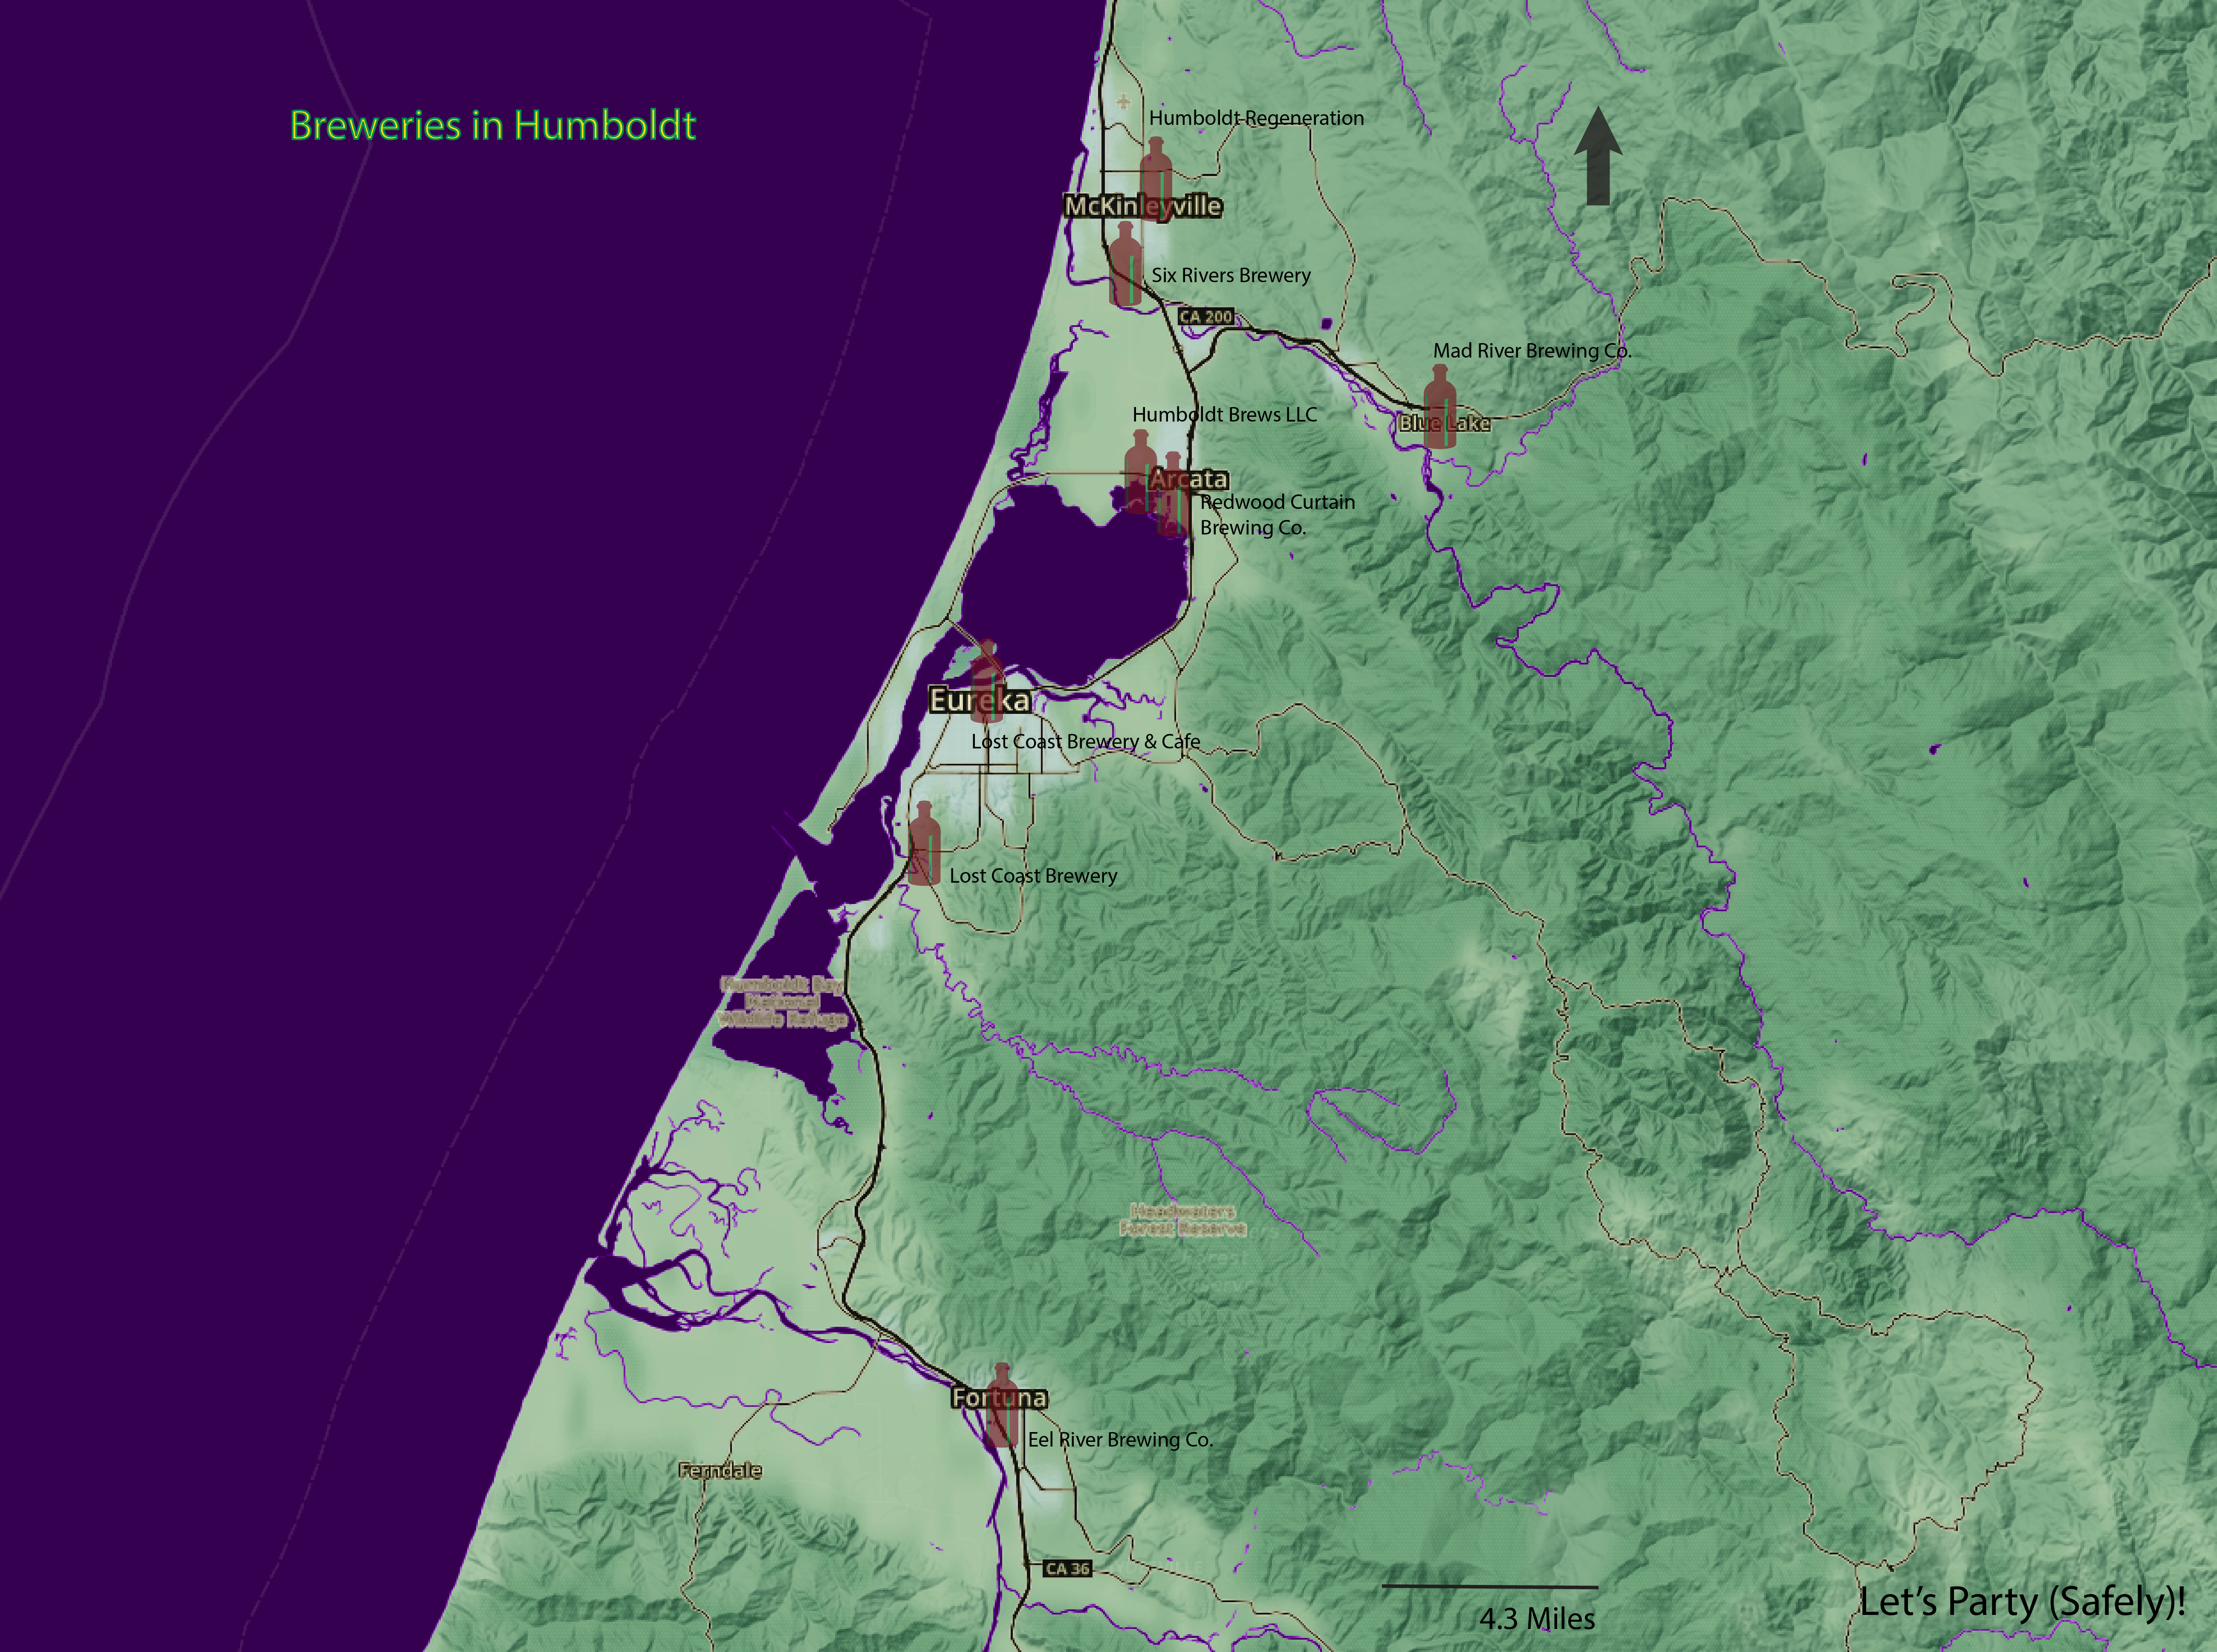 Breweries in Humboldt
Humboldt Regeneration
McKinleyville
Six Rivers Brewery
CA 200
Mad River Brewing Co.
Humboldt Brews LLC
Blue Lake
Arcata
Redwood Curtain
Brewing Co.
Eureka
Lost Coast Brewery & Cafe
Lost Coast Brewery
Humboldt Bay
National
Wildlife Refuge
Headwaters
Forest Reserve
Fortuna
Eel River Brewing Co.
Ferndale
CA 36
4.3 Miles
Let's Party (Safely)!